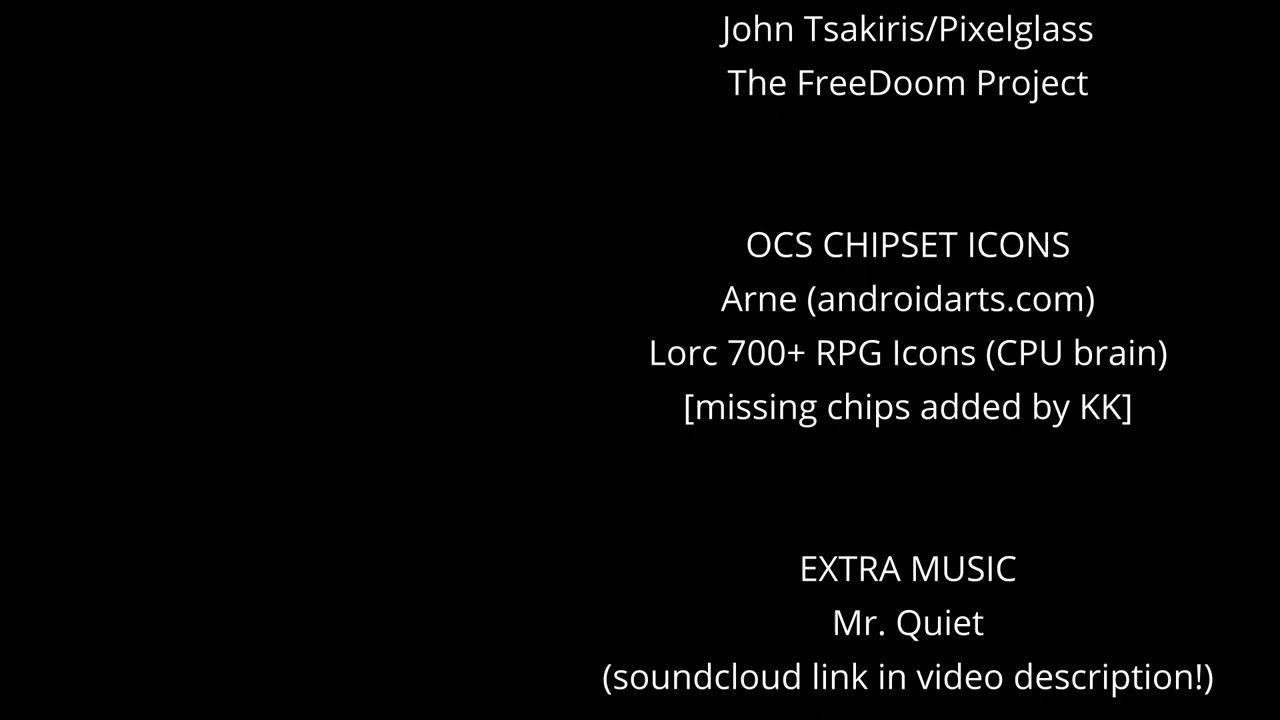 John Tsakiris/Pixelglass
The FreeDoom Project
OCS CHIPSET ICONS
Arne (androidarts.com)
Lorc 700+ RPG Icons (CPU brain)
[missing chips added by KK]
EXTRA MUSIC
Mr. Quiet
(soundcloud link in video description!)